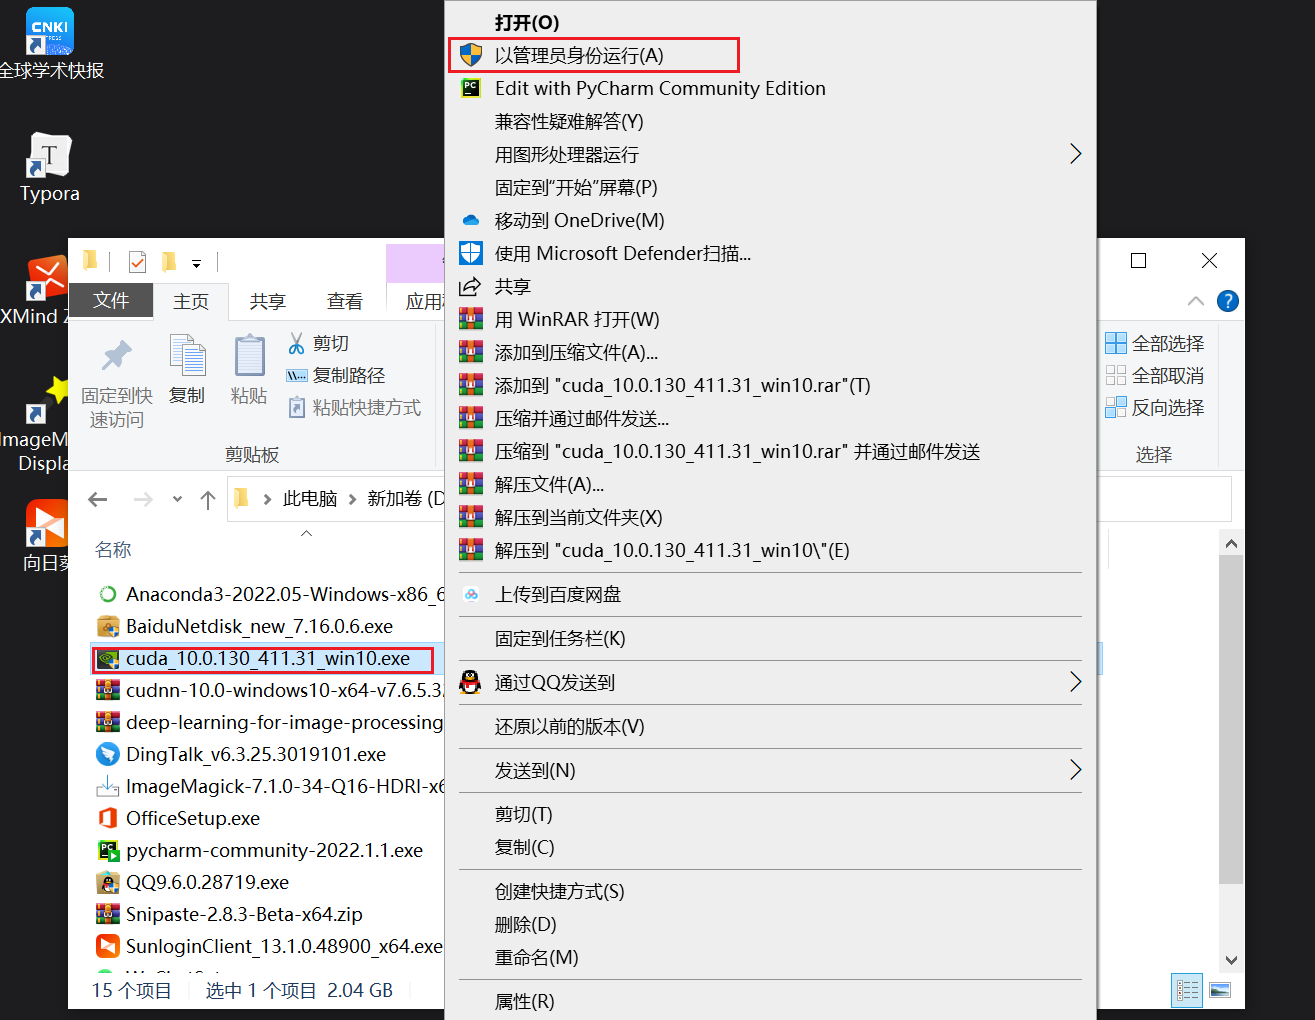 CNKI
全球学术快报
Typora
XMind Z
ImageM
Displa
向日葵
文件
主页
共享
查看
应用程
固定到快
速访问
复制
粘贴
剪切
复制路径
粘贴快捷方式
剪贴板
全部选择
全部取消
反向选择
选择
此电脑
新加卷 (D
名称
Anaconda3-2022.05-Windows-x86_6
BaiduNetdisk_new_7.16.0.6.exe
cuda_10.0.130_411.31_win10.exe
cudnn-10.0-windows10-x64-v7.6.5.3
deep-learning-for-image-processing
DingTalk_v6.3.25.3019101.exe
ImageMagick-7.1.0-34-Q16-HDRI-x6
OfficeSetup.exe
pycharm-community-2022.1.1.exe
QQ9.6.0.28719.exe
Snipaste-2.8.3-Beta-x64.zip
SunloginClient_13.1.0.48900_x64.exe
15 个项目
选中 1 个项目 2.04 GB
打开(O)
以管理员身份运行(A)
Edit with PyCharm Community Edition
兼容性疑难解答(Y)
用图形处理器运行
固定到“开始”屏幕(P)
移动到 OneDrive(M)
使用 Microsoft Defender扫描...
共享
用 WinRAR 打开(W)
添加到压缩文件(A)...
添加到 "cuda_10.0.130_411.31_win10.rar"(T)
压缩并通过邮件发送...
压缩到 "cuda_10.0.130_411.31_win10.rar" 并通过邮件发送
解压文件(A)...
解压到当前文件夹(X)
解压到 "cuda_10.0.130_411.31_win10\"(E)
上传到百度网盘
固定到任务栏(K)
通过QQ发送到
还原以前的版本(V)
发送到(N)
剪切(T)
复制(C)
创建快捷方式(S)
删除(D)
重命名(M)
属性(R)